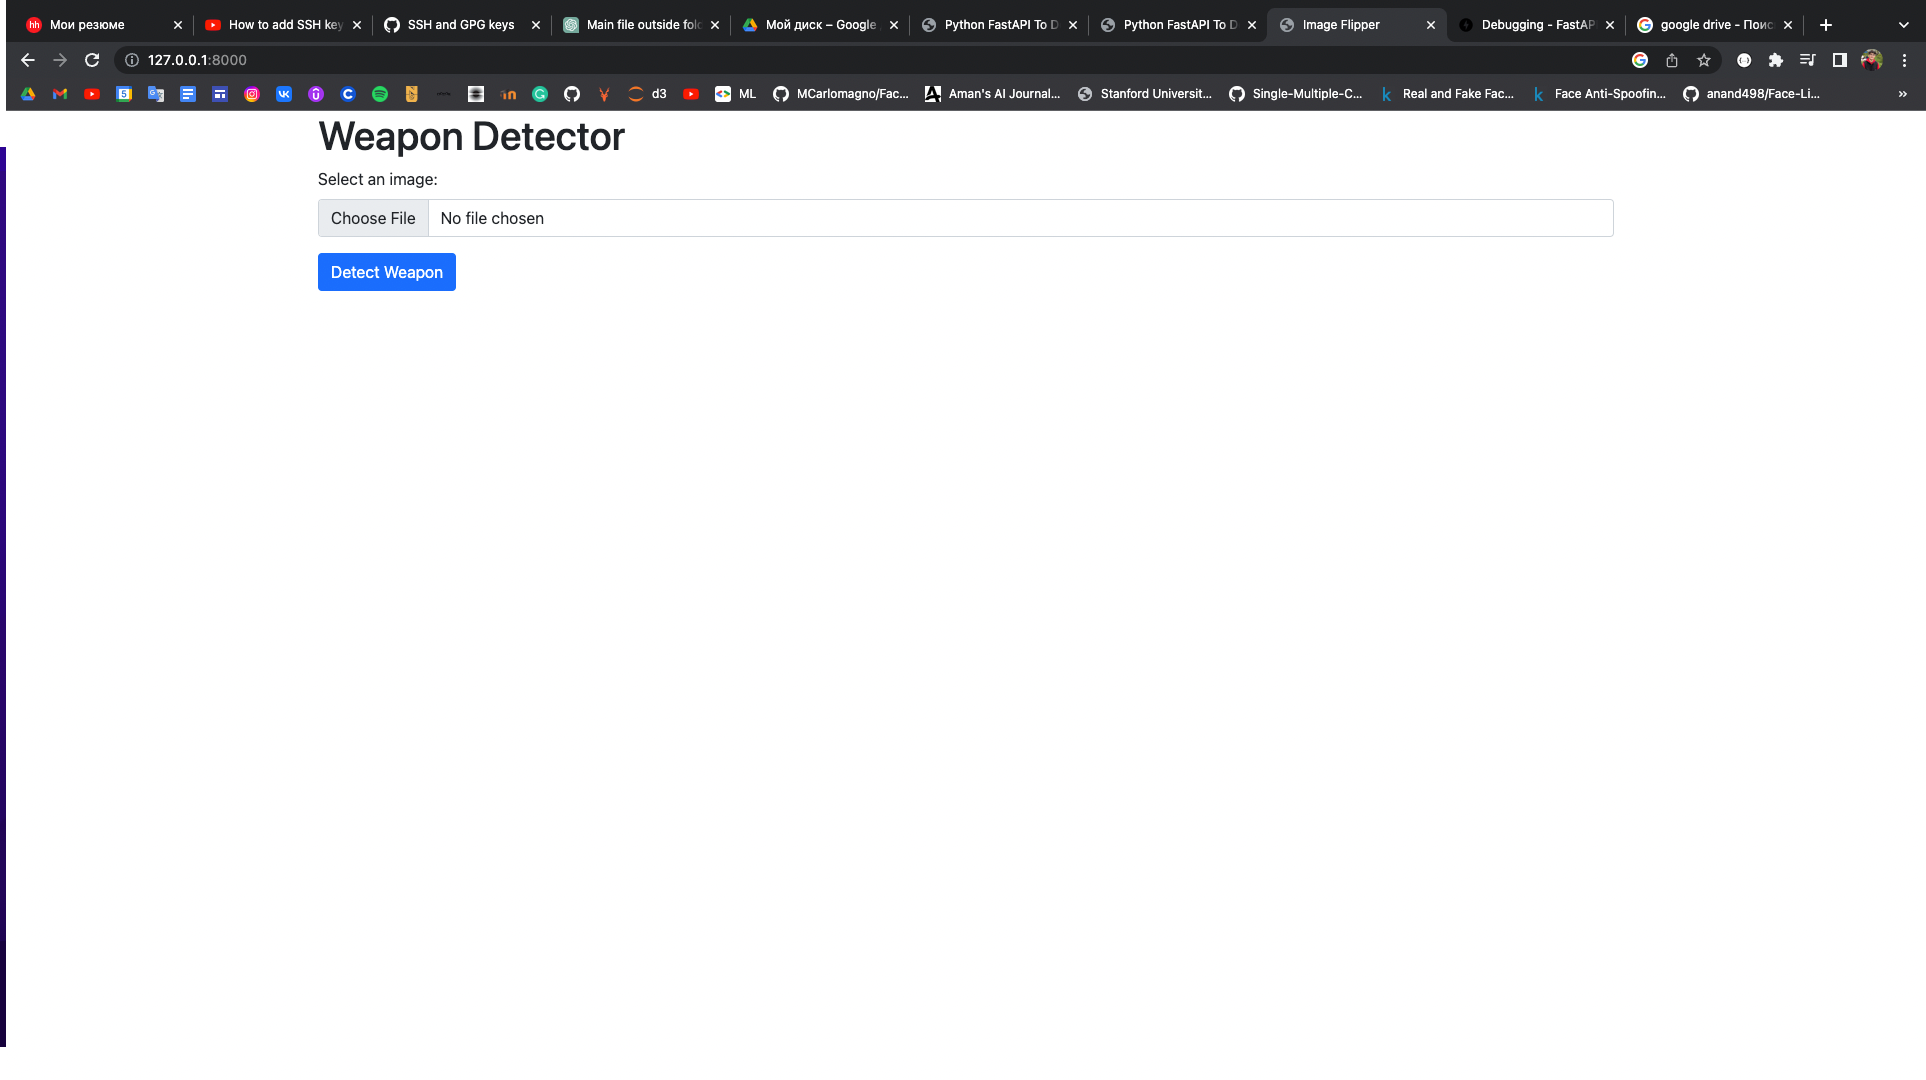 Мои резюме
How to add SSH key
SSH and GPG keys
Main file outside fol
Мой диск – Google
Python FastAPI To D
Python FastAPI To D
Image Flipper
Debugging - FastAP
google drive - Поис
127.0.0.1:8000
d3
ML
MCarlomagno/Fac...
Aman's AI Journal...
Stanford Universit...
Single-Multiple-C...
Real and Fake Fac...
Face Anti-Spoofin...
anand498/Face-Li...
Weapon Detector
Select an image:
Choose File No file chosen
Detect Weapon